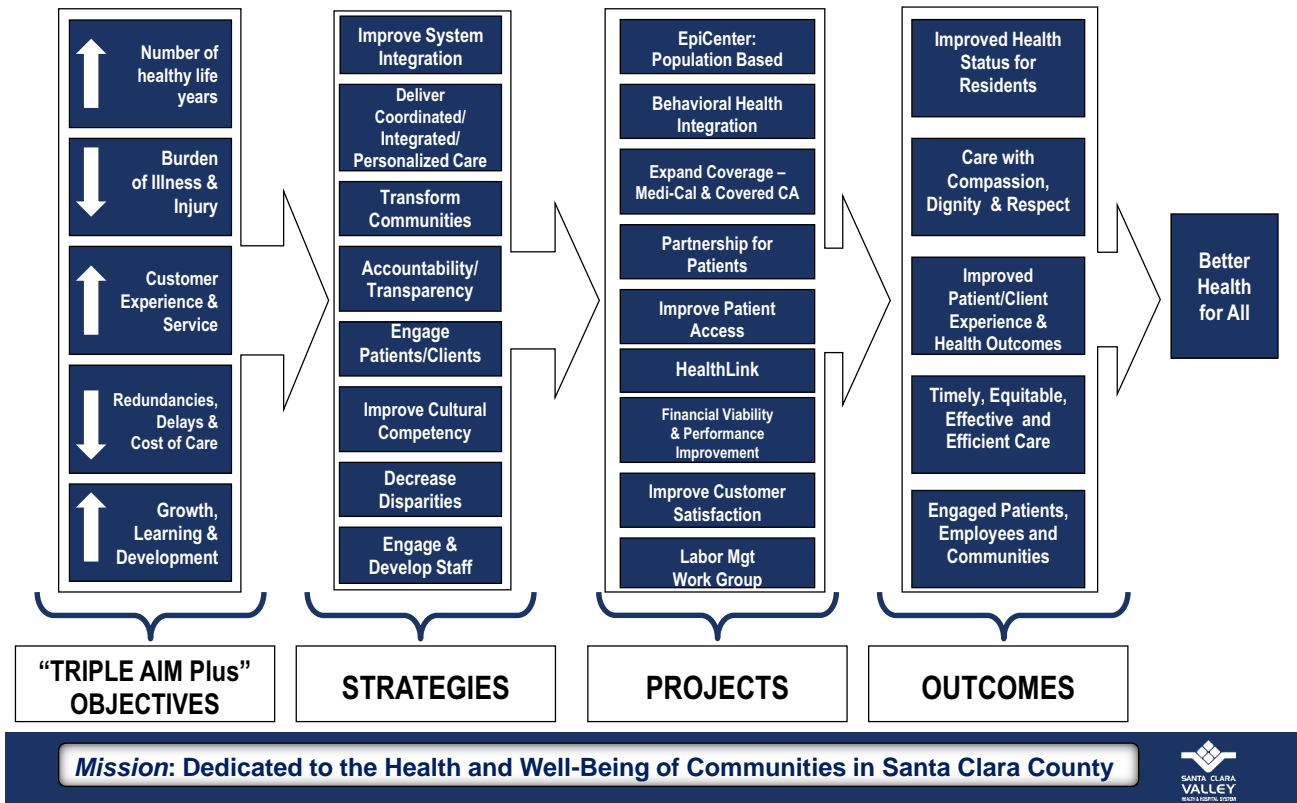 Number of
healthy life
years
Burden
of Illness &
Injury
Customer
Experience &
Service
Redundancies,
Delays &
Cost of Care
Growth,
Learning &
Development
"TRIPLE AIM Plus"
OBJECTIVES
Improve System
Integration
Deliver
Coordinated/
Integrated/
Personalized Care
Transform
Communities
Accountability/
Transparency
Engage
Patients/Clients
Improve Cultural
Competency
Decrease
Disparities
Engage &
Develop Staff
STRATEGIES
EpiCenter:
Population Based
Behavioral Health
Integration
Expand Coverage –
Medi-Cal & Covered CA
Partnership for
Patients
Improve Patient
Access
HealthLink
Financial Viability
& Performance
Improvement
Improve Customer
Satisfaction
Labor Mgt
Work Group
PROJECTS
Improved Health
Status for
Residents
Care with
Compassion,
Dignity & Respect
Improved
Patient/Client
Experience &
Health Outcomes
Timely, Equitable,
Effective and
Efficient Care
Engaged Patients,
Employees and
Communities
OUTCOMES
Better
Health
for All
Mission: Dedicated to the Health and Well-Being of Communities in Santa Clara County
SANTA CLARA
VALLEY
HEALTH & HOSPITAL SYSTEM